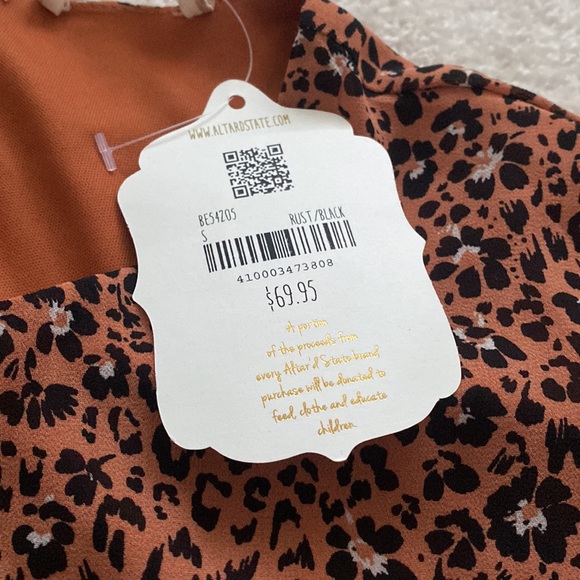 WWW.ALTARDSTATE.COM
BE54205 RUST/BLACK
S
410003473808
$69.95
A portion
of the proceeds from
every Altar'd State brand
purchase will be donated to
feed, clothe and educate
children.